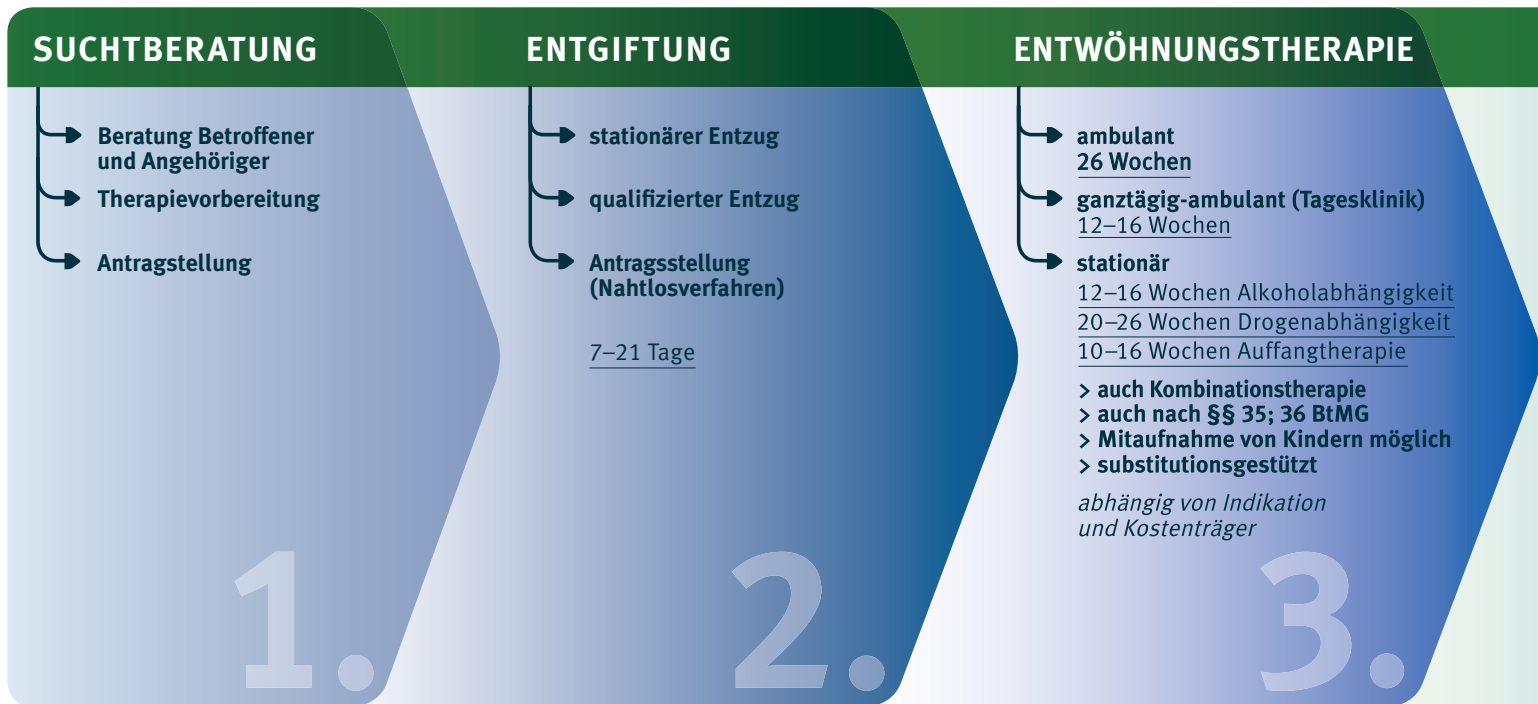 SUCHTBERATUNG
Beratung Betroffener
und Angehöriger
Therapievorbereitung
Antragstellung
1.
ENTGIFTUNG
stationärer Entzug
qualifizierter Entzug
Antragsstellung
(Nahtlosverfahren)
7–21 Tage
2.
ENTWÖHNUNGSTHERAPIE
ambulant
26 Wochen
ganztägig-ambulant (Tagesklinik)
12–16 Wochen
stationär
12–16 Wochen Alkoholabhängigkeit
20–26 Wochen Drogenabhängigkeit
10–16 Wochen Auffangtherapie
> auch Kombinationstherapie
> auch nach §§ 35; 36 BtMG
> Mitaufnahme von Kindern möglich
> substitutionsgestützt
abhängig von Indikation
und Kostenträger
3.